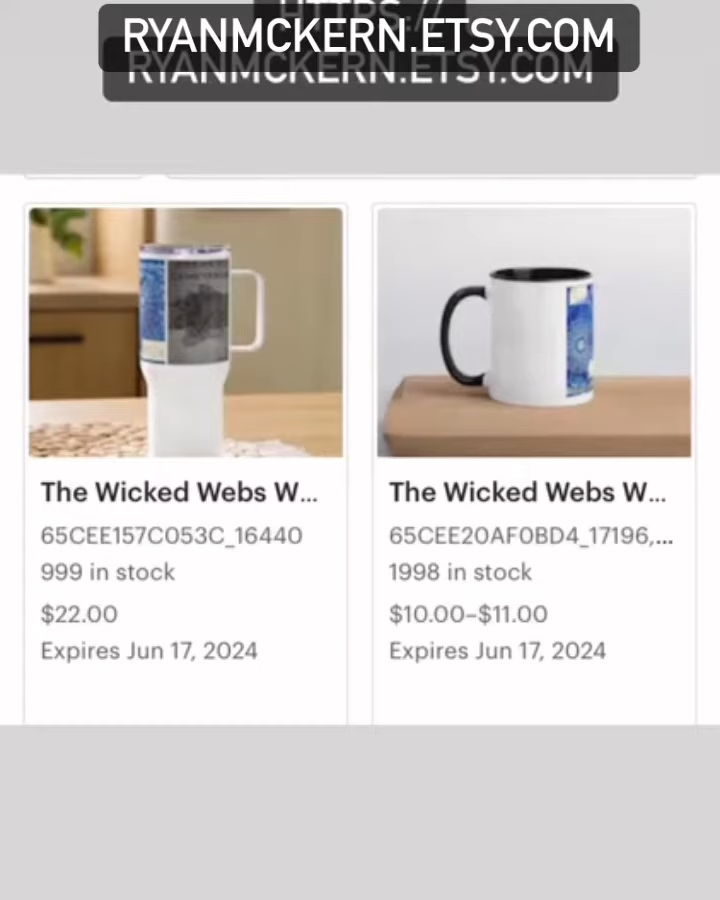 HTTPS://
RYANMCKERN.ETSY.COM
RYANMCKERN.ETSY.COM
The Wicked Webs W...
65CEE157C053C_16440
999 in stock
$22.00
Expires Jun 17, 2024
The Wicked Webs W...
65CEE20AF0BD4_17196,...
1998 in stock
$10.00–$11.00
Expires Jun 17, 2024